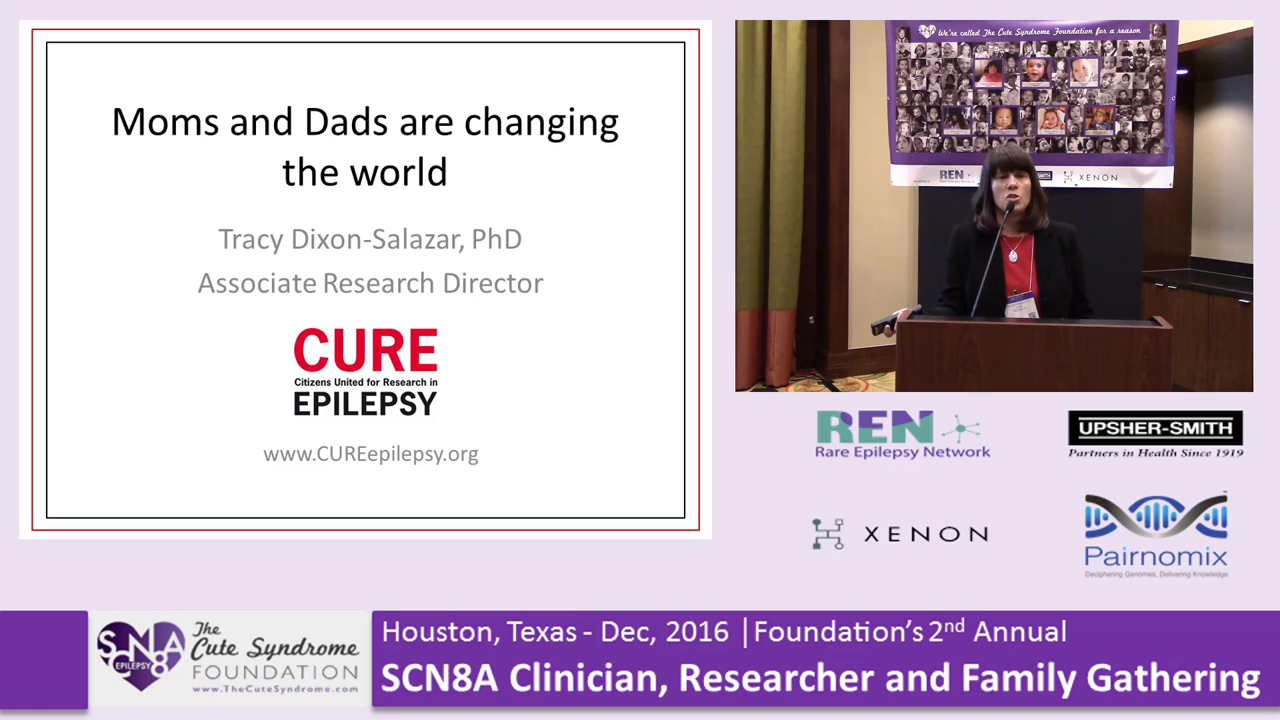 Moms and Dads are changing
the world
Tracy Dixon-Salazar, PhD
Associate Research Director
CURE
Citizens United for Research in
EPILEPSY
www.CUREepilepsy.org
We're called The Cute Syndrome Foundation for a reason
REN
XENON
REN
Rare Epilepsy Network
UPSHER-SMITH
Partners in Health Since 1919
XENON
Pairnomix
Deciphering Genomes, Delivering Knowledge
SCN8A
EPILEPSY
The
Cute Syndrome
FOUNDATION
www.TheCuteSyndrome.com
Houston, Texas - Dec, 2016 | Foundation's 2nd Annual
SCN8A Clinician, Researcher and Family Gathering